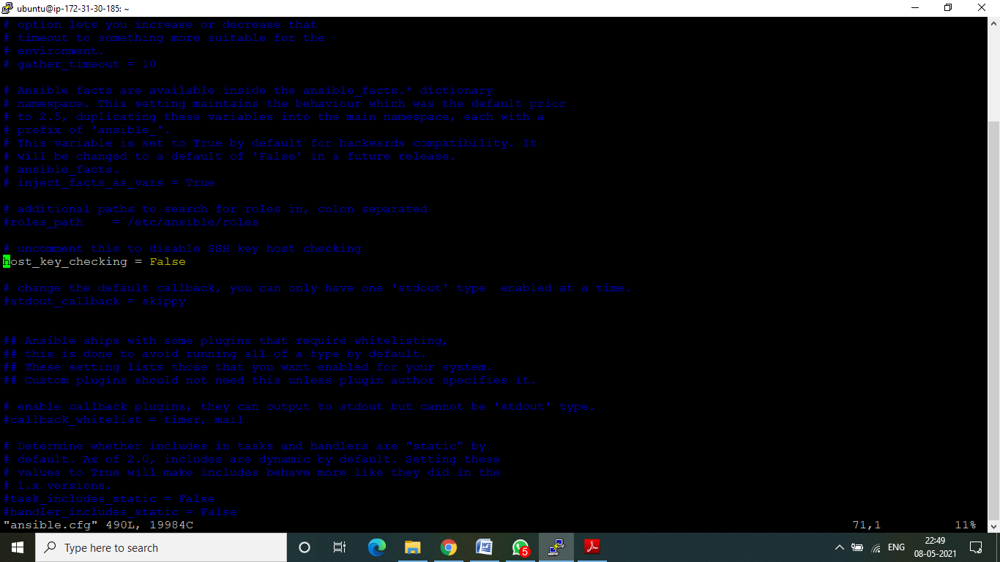 ubuntu@ip-172-31-30-185: ~
# option lets you increase or decrease that
# timeout to something more suitable for the
# environment.
# gather_timeout = 10
# Ansible facts are available inside the ansible_facts.* dictionary
# namespace. This setting maintains the behaviour which was the default prior
# to 2.5, duplicating these variables into the main namespace, each with a
# prefix of 'ansible_'.
# This variable is set to True by default for backwards compatibility. It
# will be changed to a default of 'False' in a future release.
# ansible_facts.
# inject_facts_as_vars = True
# additional paths to search for roles in, colon separated
#roles_path    = /etc/ansible/roles
# uncomment this to disable SSH key host checking
host_key_checking = False
# change the default callback, you can only have one 'stdout' type  enabled at a time.
#stdout_callback = skippy
## Ansible ships with some plugins that require whitelisting,
## this is done to avoid running all of a type by default.
## These setting lists those that you want enabled for your system.
## Custom plugins should not need this unless plugin author specifies it.
# enable callback plugins, they can output to stdout but cannot be 'stdout' type.
#callback_whitelist = timer, mail
# Determine whether includes in tasks and handlers are "static" by
# default. As of 2.0, includes are dynamic by default. Setting these
# values to True will make includes behave more like they did in the
# 1.x versions.
#task_includes_static = False
#handler_includes_static = False
"ansible.cfg" 490L, 19984C 71,1 11%
Type here to search 5 ENG 22:49
08-05-2021